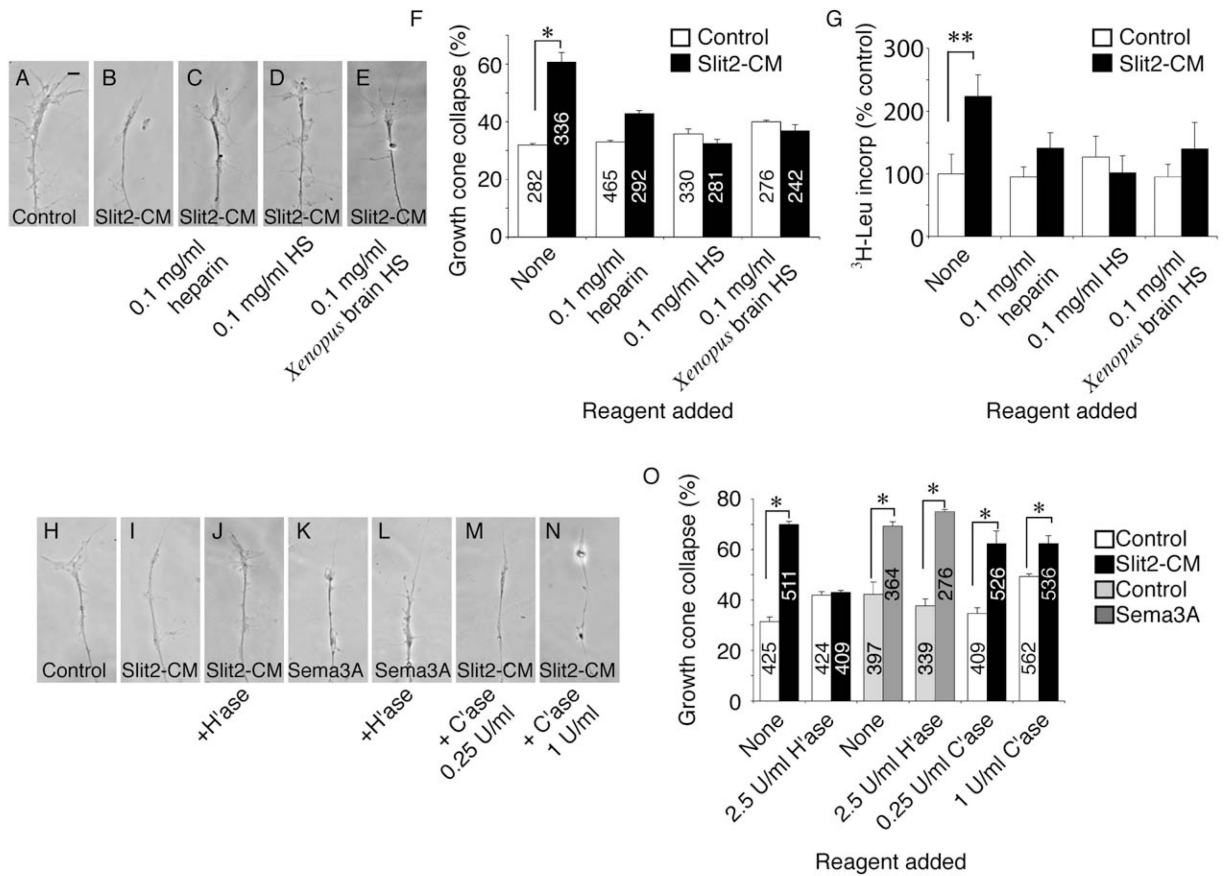 A
B
C
D
E
Control
Slit2-CM
Slit2-CM
Slit2-CM
Slit2-CM
0.1 mg/ml
heparin
0.1 mg/ml HS
0.1 mg/ml
Xenopus brain HS
F
Growth cone collapse (%)
60
40
20
0
*
Control
Slit2-CM
282
336
465
292
330
281
276
242
None
0.1 mg/ml
heparin
0.1 mg/ml HS
0.1 mg/ml
Xenopus brain HS
Reagent added
G
³H-Leu incorp (% control)
300
200
100
0
**
Control
Slit2-CM
None
0.1 mg/ml
heparin
0.1 mg/ml HS
0.1 mg/ml
Xenopus brain HS
Reagent added
H
I
J
K
L
M
N
Control
Slit2-CM
Slit2-CM
Sema3A
Sema3A
Slit2-CM
Slit2-CM
+H'ase
+H'ase
+ C'ase
0.25 U/ml
+ C'ase
1 U/ml
O
Growth cone collapse (%)
80
60
40
20
0
*
*
*
*
*
Control
Slit2-CM
Control
Sema3A
425
511
424
409
397
364
339
276
409
526
562
536
None
2.5 U/ml H'ase
None
2.5 U/ml H'ase
0.25 U/ml C'ase
1 U/ml C'ase
Reagent added